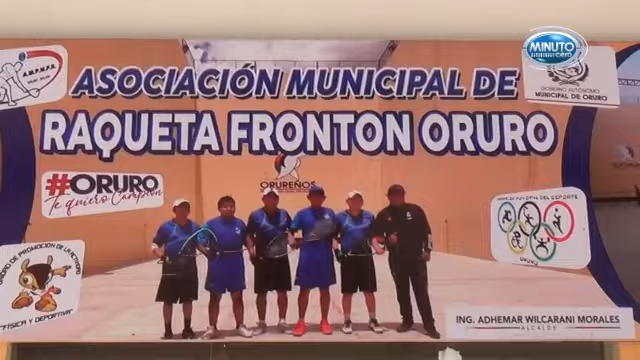 MINUTO
A.M.P.M.F.R.
ASOCIACIÓN MUNICIPAL DE
GOBIERNO AUTÓNOMO
MUNICIPAL DE ORURO
RAQUETA FRONTON ORURO
ORUREÑOS
#ORURO
Te quiero Campeón
ORURO
"FÍSICA Y DEPORTIVA"
ING. ADHEMAR WILCARANI MORALES
ALCALDE